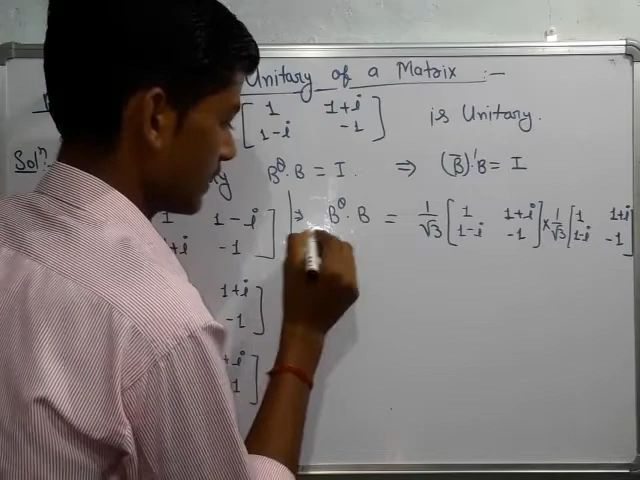 Unitary of a Matrix :-
[1 1+i
1-i -1] is Unitary.
Solⁿ B^θ. B = I. ⇒ (B̅)'. B = I
1 1-i
+i -1] ⇒ B^θ. B = 1/√3 [1 1+i
1-i -1] × 1/√3 [1 1+i
1-i -1]
1+i
-1]
+i
1]